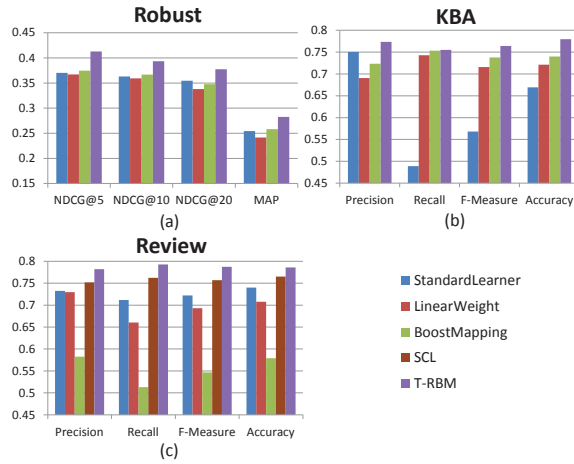 Robust
0.45
0.4
0.35
0.3
0.25
0.2
0.15
NDCG@5 NDCG@10 NDCG@20 MAP
(a)
KBA
0.8
0.75
0.7
0.65
0.6
0.55
0.5
0.45
Precision Recall F-Measure Accuracy
(b)
Review
0.85
0.8
0.75
0.7
0.65
0.6
0.55
0.5
0.45
Precision Recall F-Measure Accuracy
(c)
StandardLearner
LinearWeight
BoostMapping
SCL
T-RBM